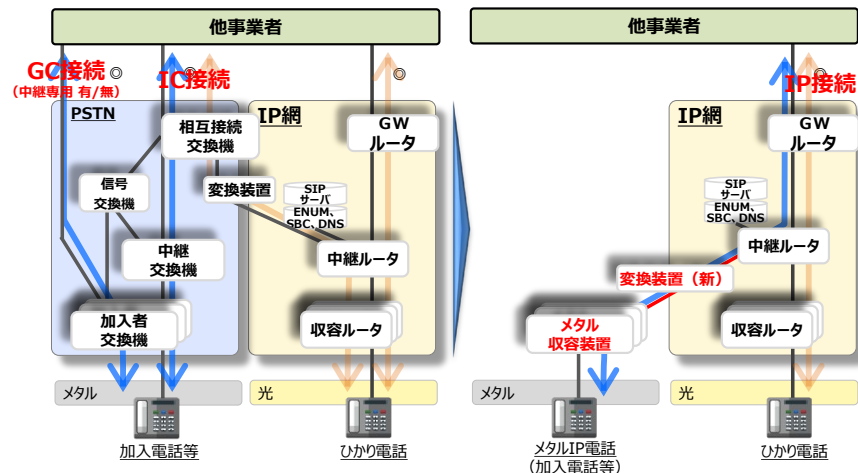 他事業者
GC接続
(中継専用 有/無)
◎
IC接続
◎
◎
PSTN
相互接続
交換機
信号
交換機
中継
交換機
加入者
交換機
変換装置
IP網
GW
ルータ
SIP
サーバ
ENUM、
SBC、DNS
中継ルータ
収容ルータ
メタル
光
加入電話等
ひかり電話
他事業者
IP接続
◎
IP網
GW
ルータ
SIP
サーバ
ENUM、
SBC、DNS
中継ルータ
変換装置（新）
メタル
収容装置
収容ルータ
メタル
光
メタルIP電話
(加入電話等)
ひかり電話